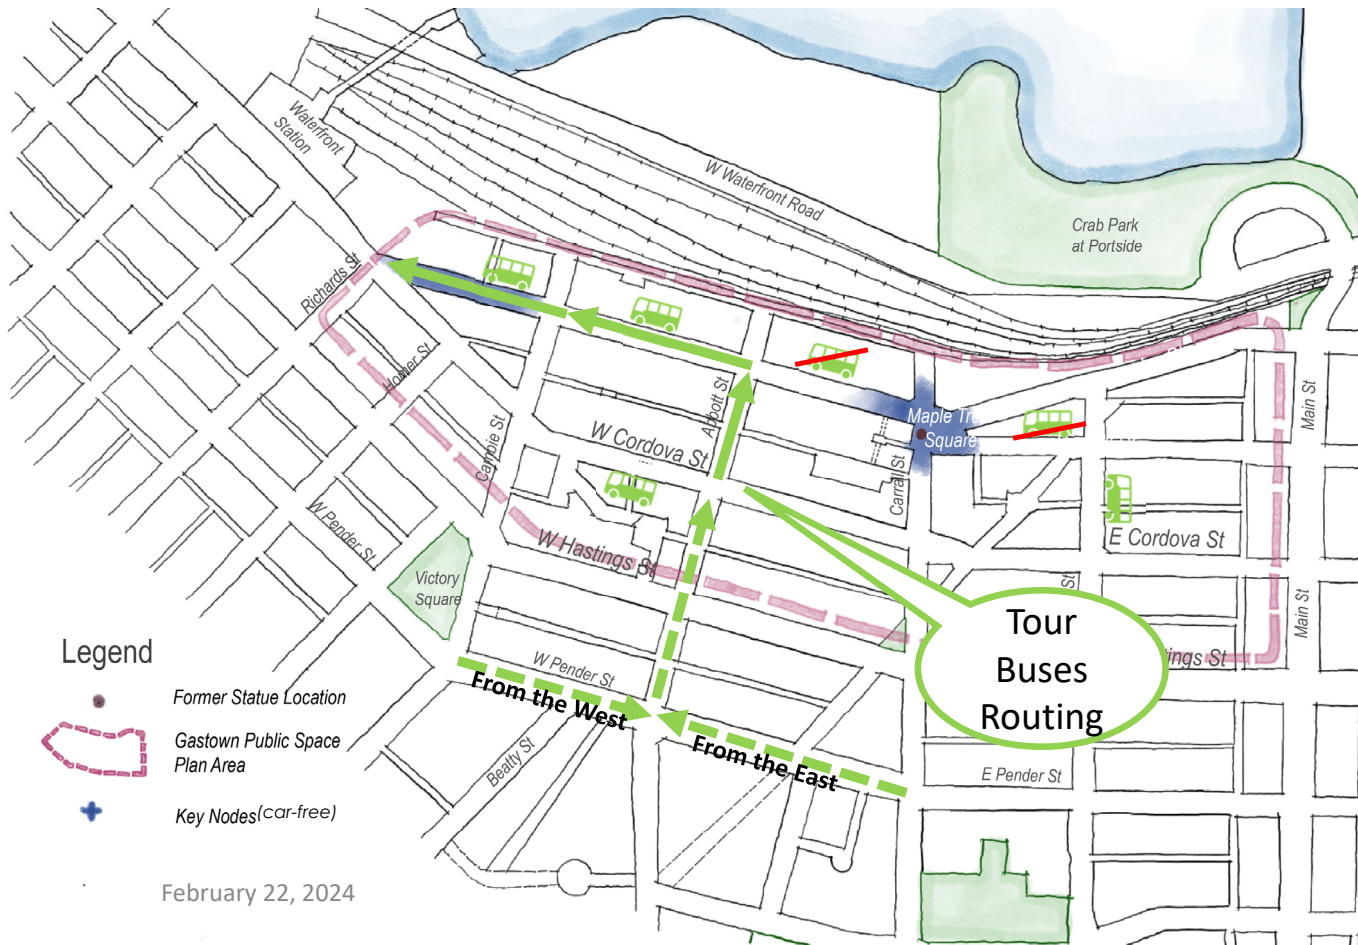 Waterfront
Station
W Waterfront Road
Crab Park
at Portside
Richards St
Homer St
Cambie St
Abbott St
W Cordova St
Maple Tre
Square
Carrall St
Main St
W Pender St
W Hastings St
E Cordova St
Victory
Square
St
Main St
Tour
Buses
Routing
tings St
W Pender St
From the West
From the East
Beatty St
E Pender St
Legend
Former Statue Location
Gastown Public Space
Plan Area
Key Nodes(car-free)
February 22, 2024